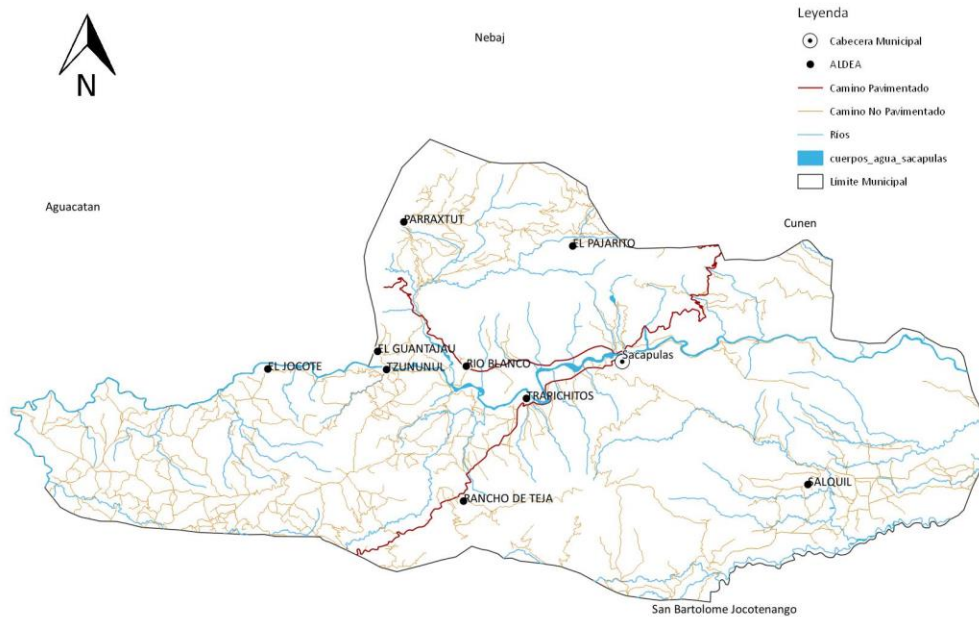 Leyenda
Cabecera Municipal
ALDEA
Camino Pavimentado
Camino No Pavimentado
Ríos
cuerpos_agua_sacapulas
Límite Municipal
N
Nebaj
Aguacatan
Cunen
PARRAXTUT
EL PAJARITO
EL GUANTAJAU
Sacapulas
EL JOCOTE
TZUNUNUL
RIO BLANCO
TRAPICHITOS
SALQUIL
RANCHO DE TEJA
San Bartolome Jocotenango